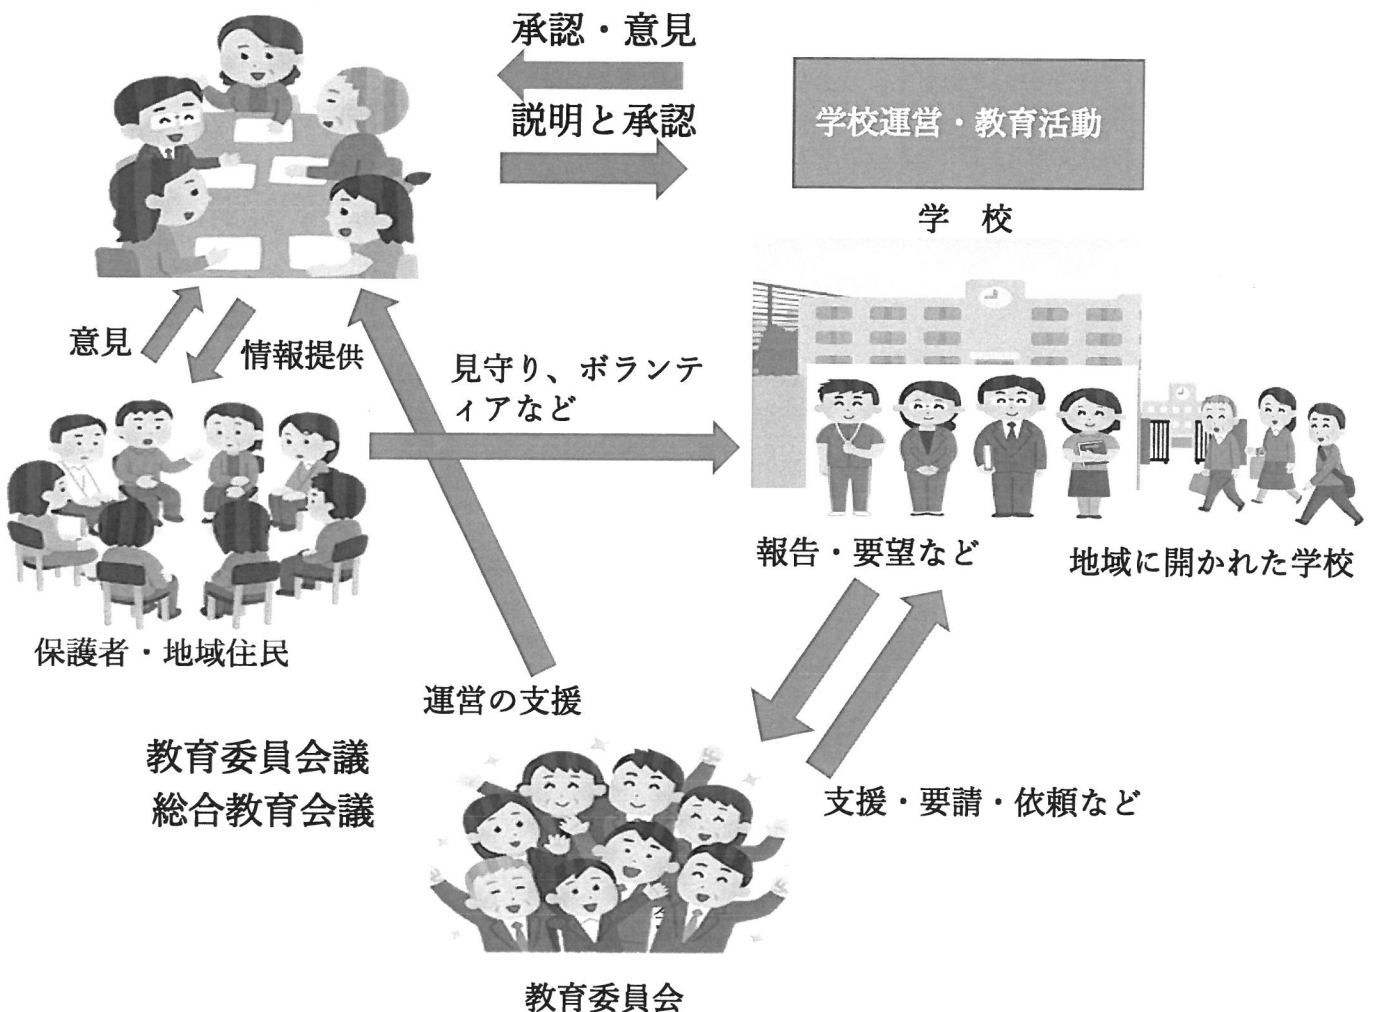 承認・意見
説明と承認
学校運営・教育活動
学　校
意見
情報提供
見守り、ボランテ
ィアなど
報告・要望など
地域に開かれた学校
保護者・地域住民
運営の支援
教育委員会議
総合教育会議
支援・要請・依頼など
教育委員会